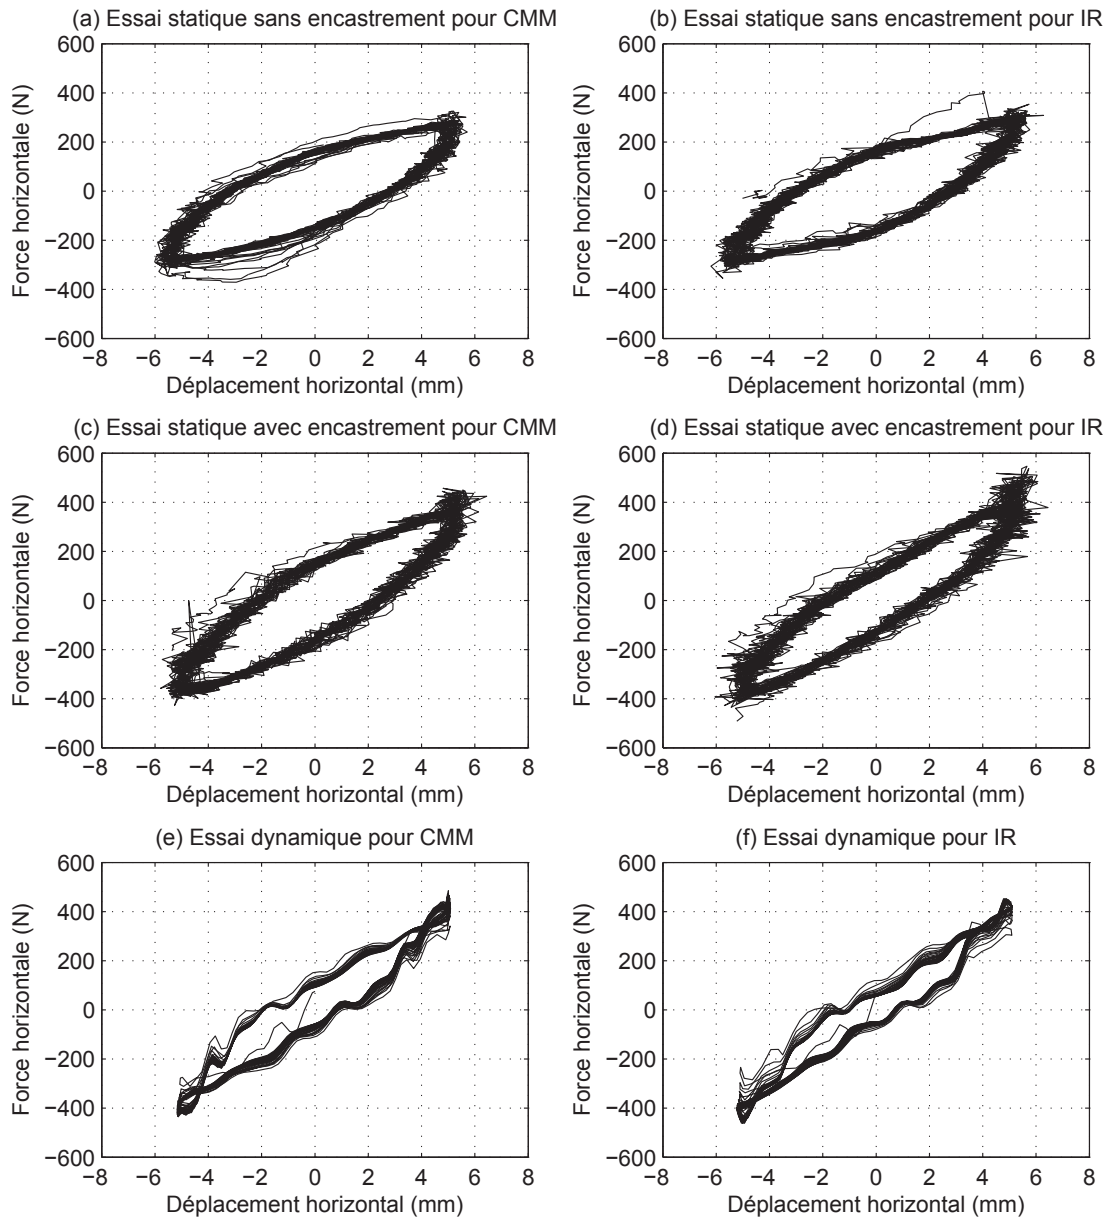 (a) Essai statique sans encastrement pour CMM
600
400
200
0
−200
−400
−600
−8 −6 −4 −2 0 2 4 6 8
Force horizontale (N)
Déplacement horizontal (mm)
(b) Essai statique sans encastrement pour IR
600
400
200
0
−200
−400
−600
−8 −6 −4 −2 0 2 4 6 8
Force horizontale (N)
Déplacement horizontal (mm)
(c) Essai statique avec encastrement pour CMM
600
400
200
0
−200
−400
−600
−8 −6 −4 −2 0 2 4 6 8
Force horizontale (N)
Déplacement horizontal (mm)
(d) Essai statique avec encastrement pour IR
600
400
200
0
−200
−400
−600
−8 −6 −4 −2 0 2 4 6 8
Force horizontale (N)
Déplacement horizontal (mm)
(e) Essai dynamique pour CMM
600
400
200
0
−200
−400
−600
−8 −6 −4 −2 0 2 4 6 8
Force horizontale (N)
Déplacement horizontal (mm)
(f) Essai dynamique pour IR
600
400
200
0
−200
−400
−600
−8 −6 −4 −2 0 2 4 6 8
Force horizontale (N)
Déplacement horizontal (mm)